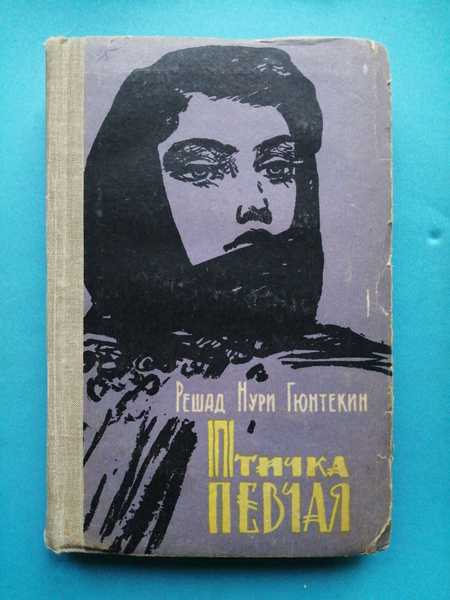 Решад Нури Гюнтекин
Птичка
певчая